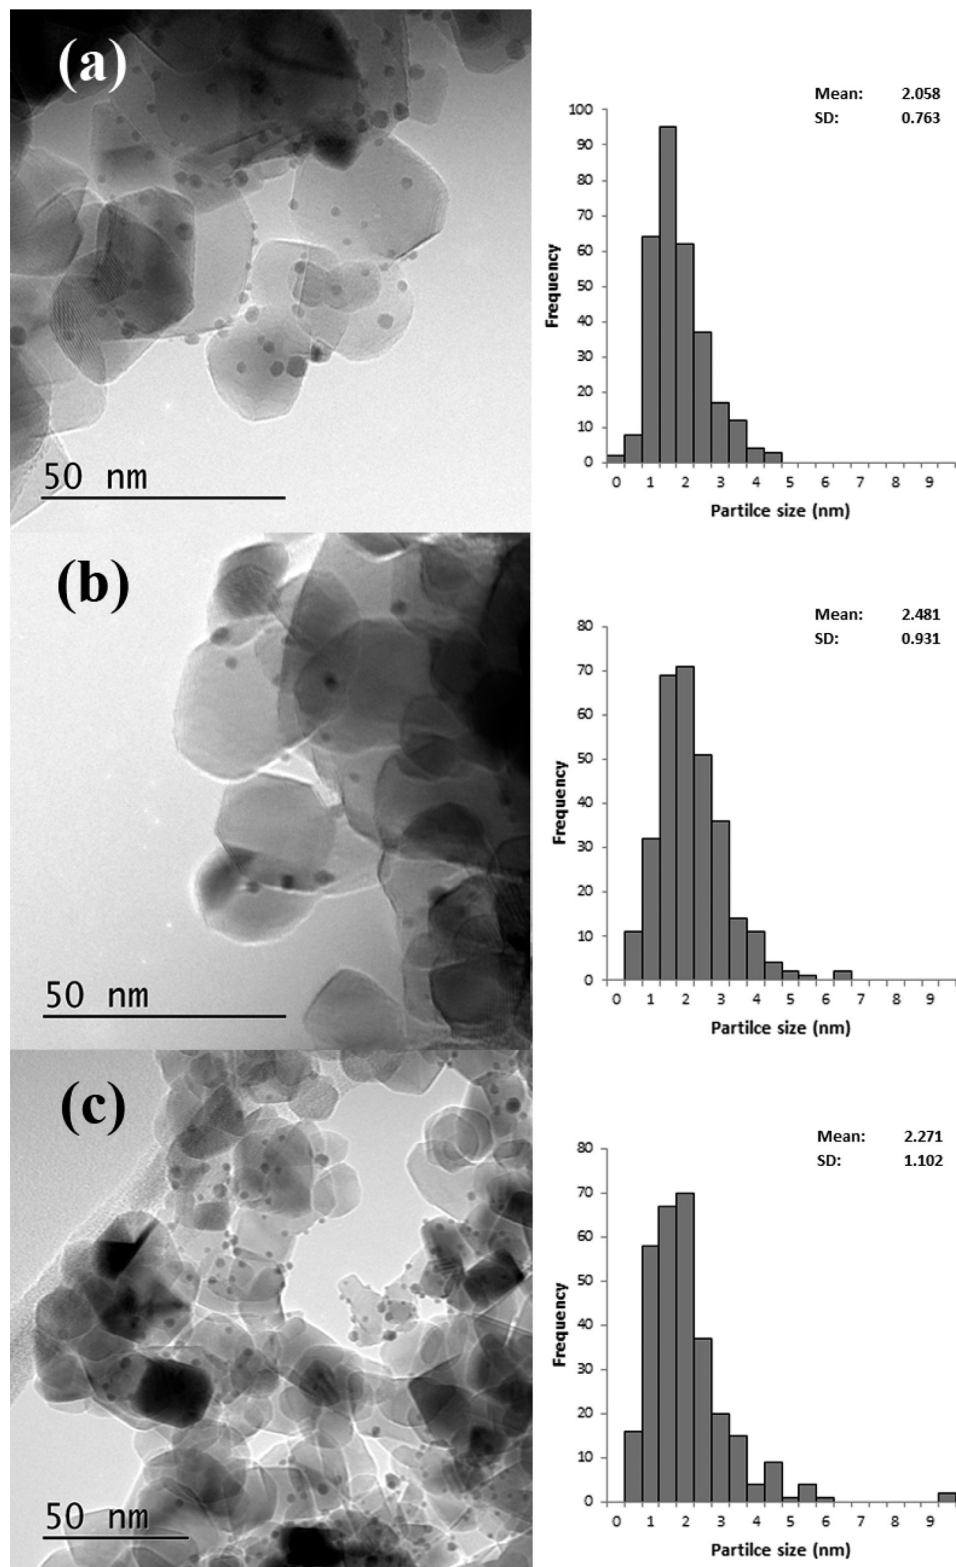 (a)
50 nm
Mean: 2.058
SD: 0.763
100
90
80
70
60
50
40
30
20
10
0
Frequency
0 1 2 3 4 5 6 7 8 9
Partilce size (nm)
(b)
50 nm
Mean: 2.481
SD: 0.931
80
70
60
50
40
30
20
10
0
Frequency
0 1 2 3 4 5 6 7 8 9
Partilce size (nm)
(c)
50 nm
Mean: 2.271
SD: 1.102
80
70
60
50
40
30
20
10
0
Frequency
0 1 2 3 4 5 6 7 8 9
Partilce size (nm)